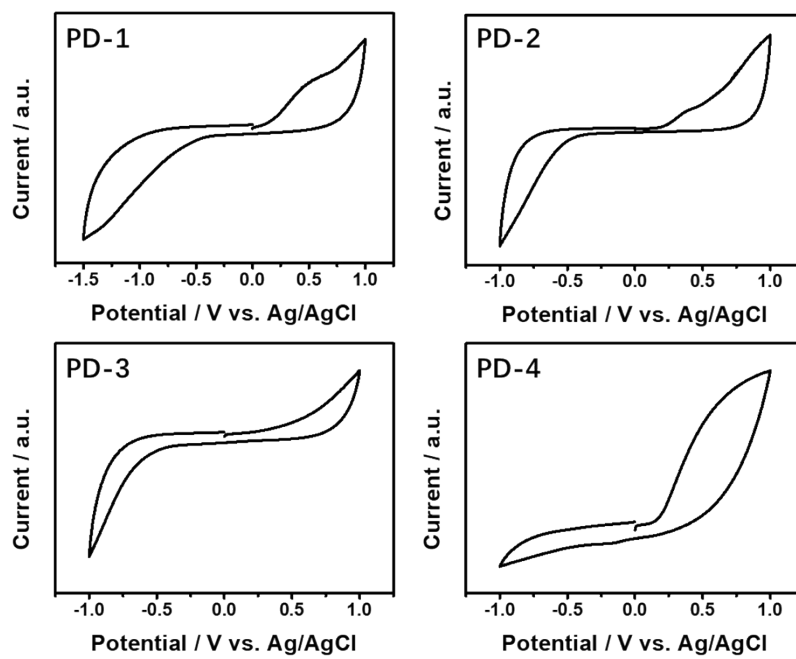 PD-1
Current / a.u.
-1.5 -1.0 -0.5 0.0 0.5 1.0
Potential / V vs. Ag/AgCl
PD-2
Current / a.u.
-1.0 -0.5 0.0 0.5 1.0
Potential / V vs. Ag/AgCl
PD-3
Current / a.u.
-1.0 -0.5 0.0 0.5 1.0
Potential / V vs. Ag/AgCl
PD-4
Current / a.u.
-1.0 -0.5 0.0 0.5 1.0
Potential / V vs. Ag/AgCl